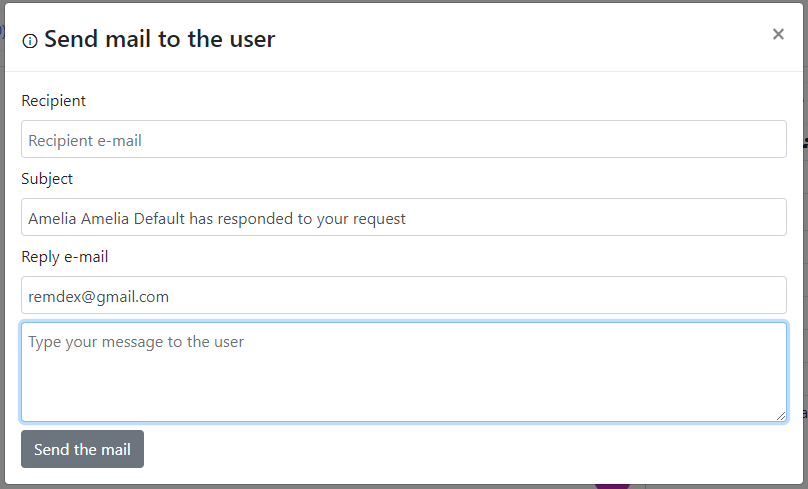 Send mail to the user
×
Recipient
Recipient e-mail
Subject
Amelia Amelia Default has responded to your request
Reply e-mail
remdex@gmail.com
Type your message to the user
Send the mail